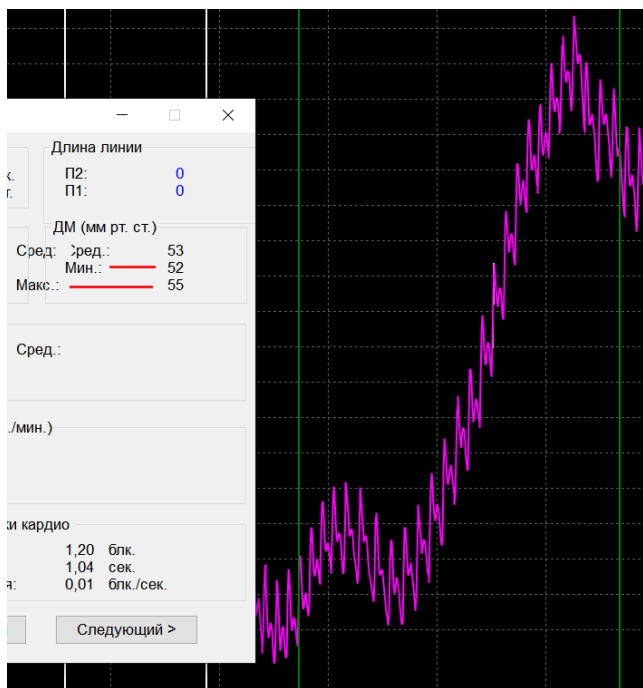 Длина линии
к. П2: 0
т. П1: 0
ДМ (мм рт. ст.)
Сред: Сред.: 53
Мин.: 52
Макс.: 55
Сред.:
./мин.)
ки кардио
1,20 блк.
1,04 сек.
я: 0,01 блк./сек.
Следующий >